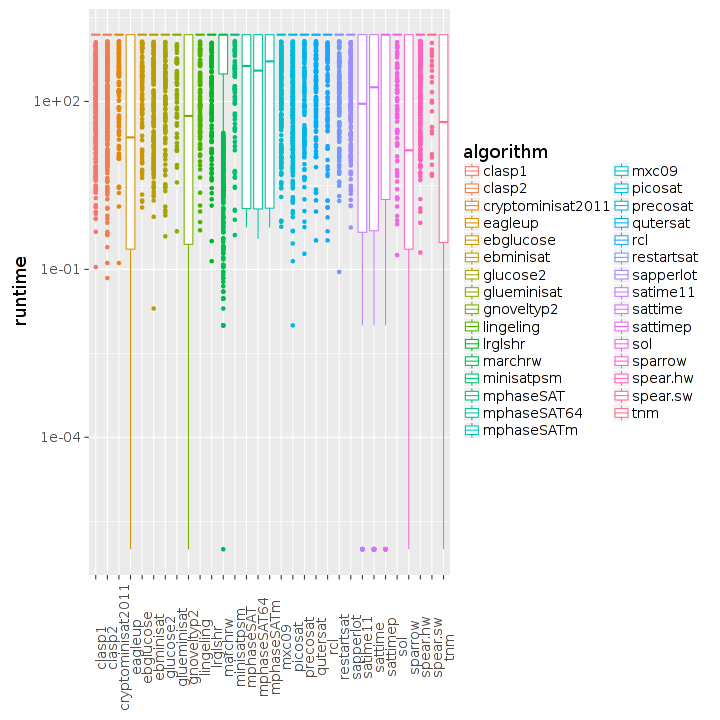 runtime
1e+02
1e-01
1e-04
clasp1
clasp2
cryptominisat2011
eagleup
ebglucose
ebminisat
glucose2
glueminisat
gnoveltyp2
lingeling
lrglshr
marchrw
minisatpsm
mphaseSAT
mphaseSAT64
mphaseSATm
mxc09
picosat
precosat
qutersat
rcl
restartsat
sapperlot
satime11
sattime
sattimep
sol
sparrow
spear.hw
spear.sw
tnm
algorithm
clasp1
clasp2
cryptominisat2011
eagleup
ebglucose
ebminisat
glucose2
glueminisat
gnoveltyp2
lingeling
lrglshr
marchrw
minisatpsm
mphaseSAT
mphaseSAT64
mphaseSATm
mxc09
picosat
precosat
qutersat
rcl
restartsat
sapperlot
satime11
sattime
sattimep
sol
sparrow
spear.hw
spear.sw
tnm